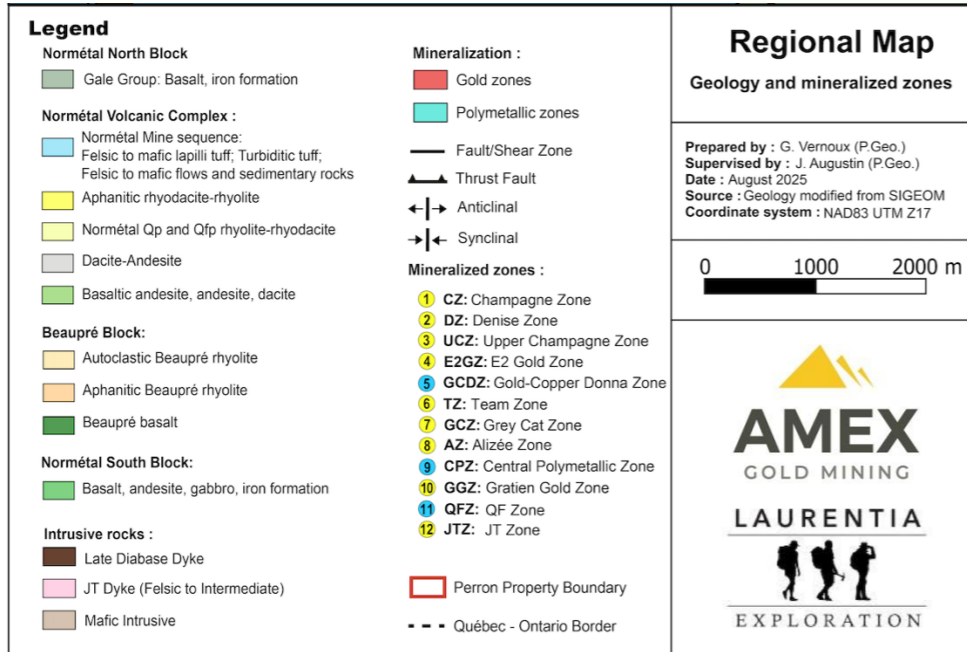 Legend
Normétal North Block
Gale Group: Basalt, iron formation
Normétal Volcanic Complex :
Normétal Mine sequence:
Felsic to mafic lapilli tuff; Turbiditic tuff;
Felsic to mafic flows and sedimentary rocks
Aphanitic rhyodacite-rhyolite
Normétal Qp and Qfp rhyolite-rhyodacite
Dacite-Andesite
Basaltic andesite, andesite, dacite
Beaupré Block:
Autoclastic Beaupré rhyolite
Aphanitic Beaupré rhyolite
Beaupré basalt
Normétal South Block:
Basalt, andesite, gabbro, iron formation
Intrusive rocks :
Late Diabase Dyke
JT Dyke (Felsic to Intermediate)
Mafic Intrusive
Mineralization :
Gold zones
Polymetallic zones
Fault/Shear Zone
Thrust Fault
Anticlinal
Synclinal
Mineralized zones :
1 CZ: Champagne Zone
2 DZ: Denise Zone
3 UCZ: Upper Champagne Zone
4 E2GZ: E2 Gold Zone
5 GCDZ: Gold-Copper Donna Zone
6 TZ: Team Zone
7 GCZ: Grey Cat Zone
8 AZ: Alizée Zone
9 CPZ: Central Polymetallic Zone
10 GGZ: Gratien Gold Zone
11 QFZ: QF Zone
12 JTZ: JT Zone
Perron Property Boundary
Québec - Ontario Border
Regional Map
Geology and mineralized zones
Prepared by : G. Vernoux (P.Geo.)
Supervised by : J. Augustin (P.Geo.)
Date : August 2025
Source : Geology modified from SIGEOM
Coordinate system : NAD83 UTM Z17
0 1000 2000 m
AMEX
GOLD MINING
LAURENTIA
EXPLORATION